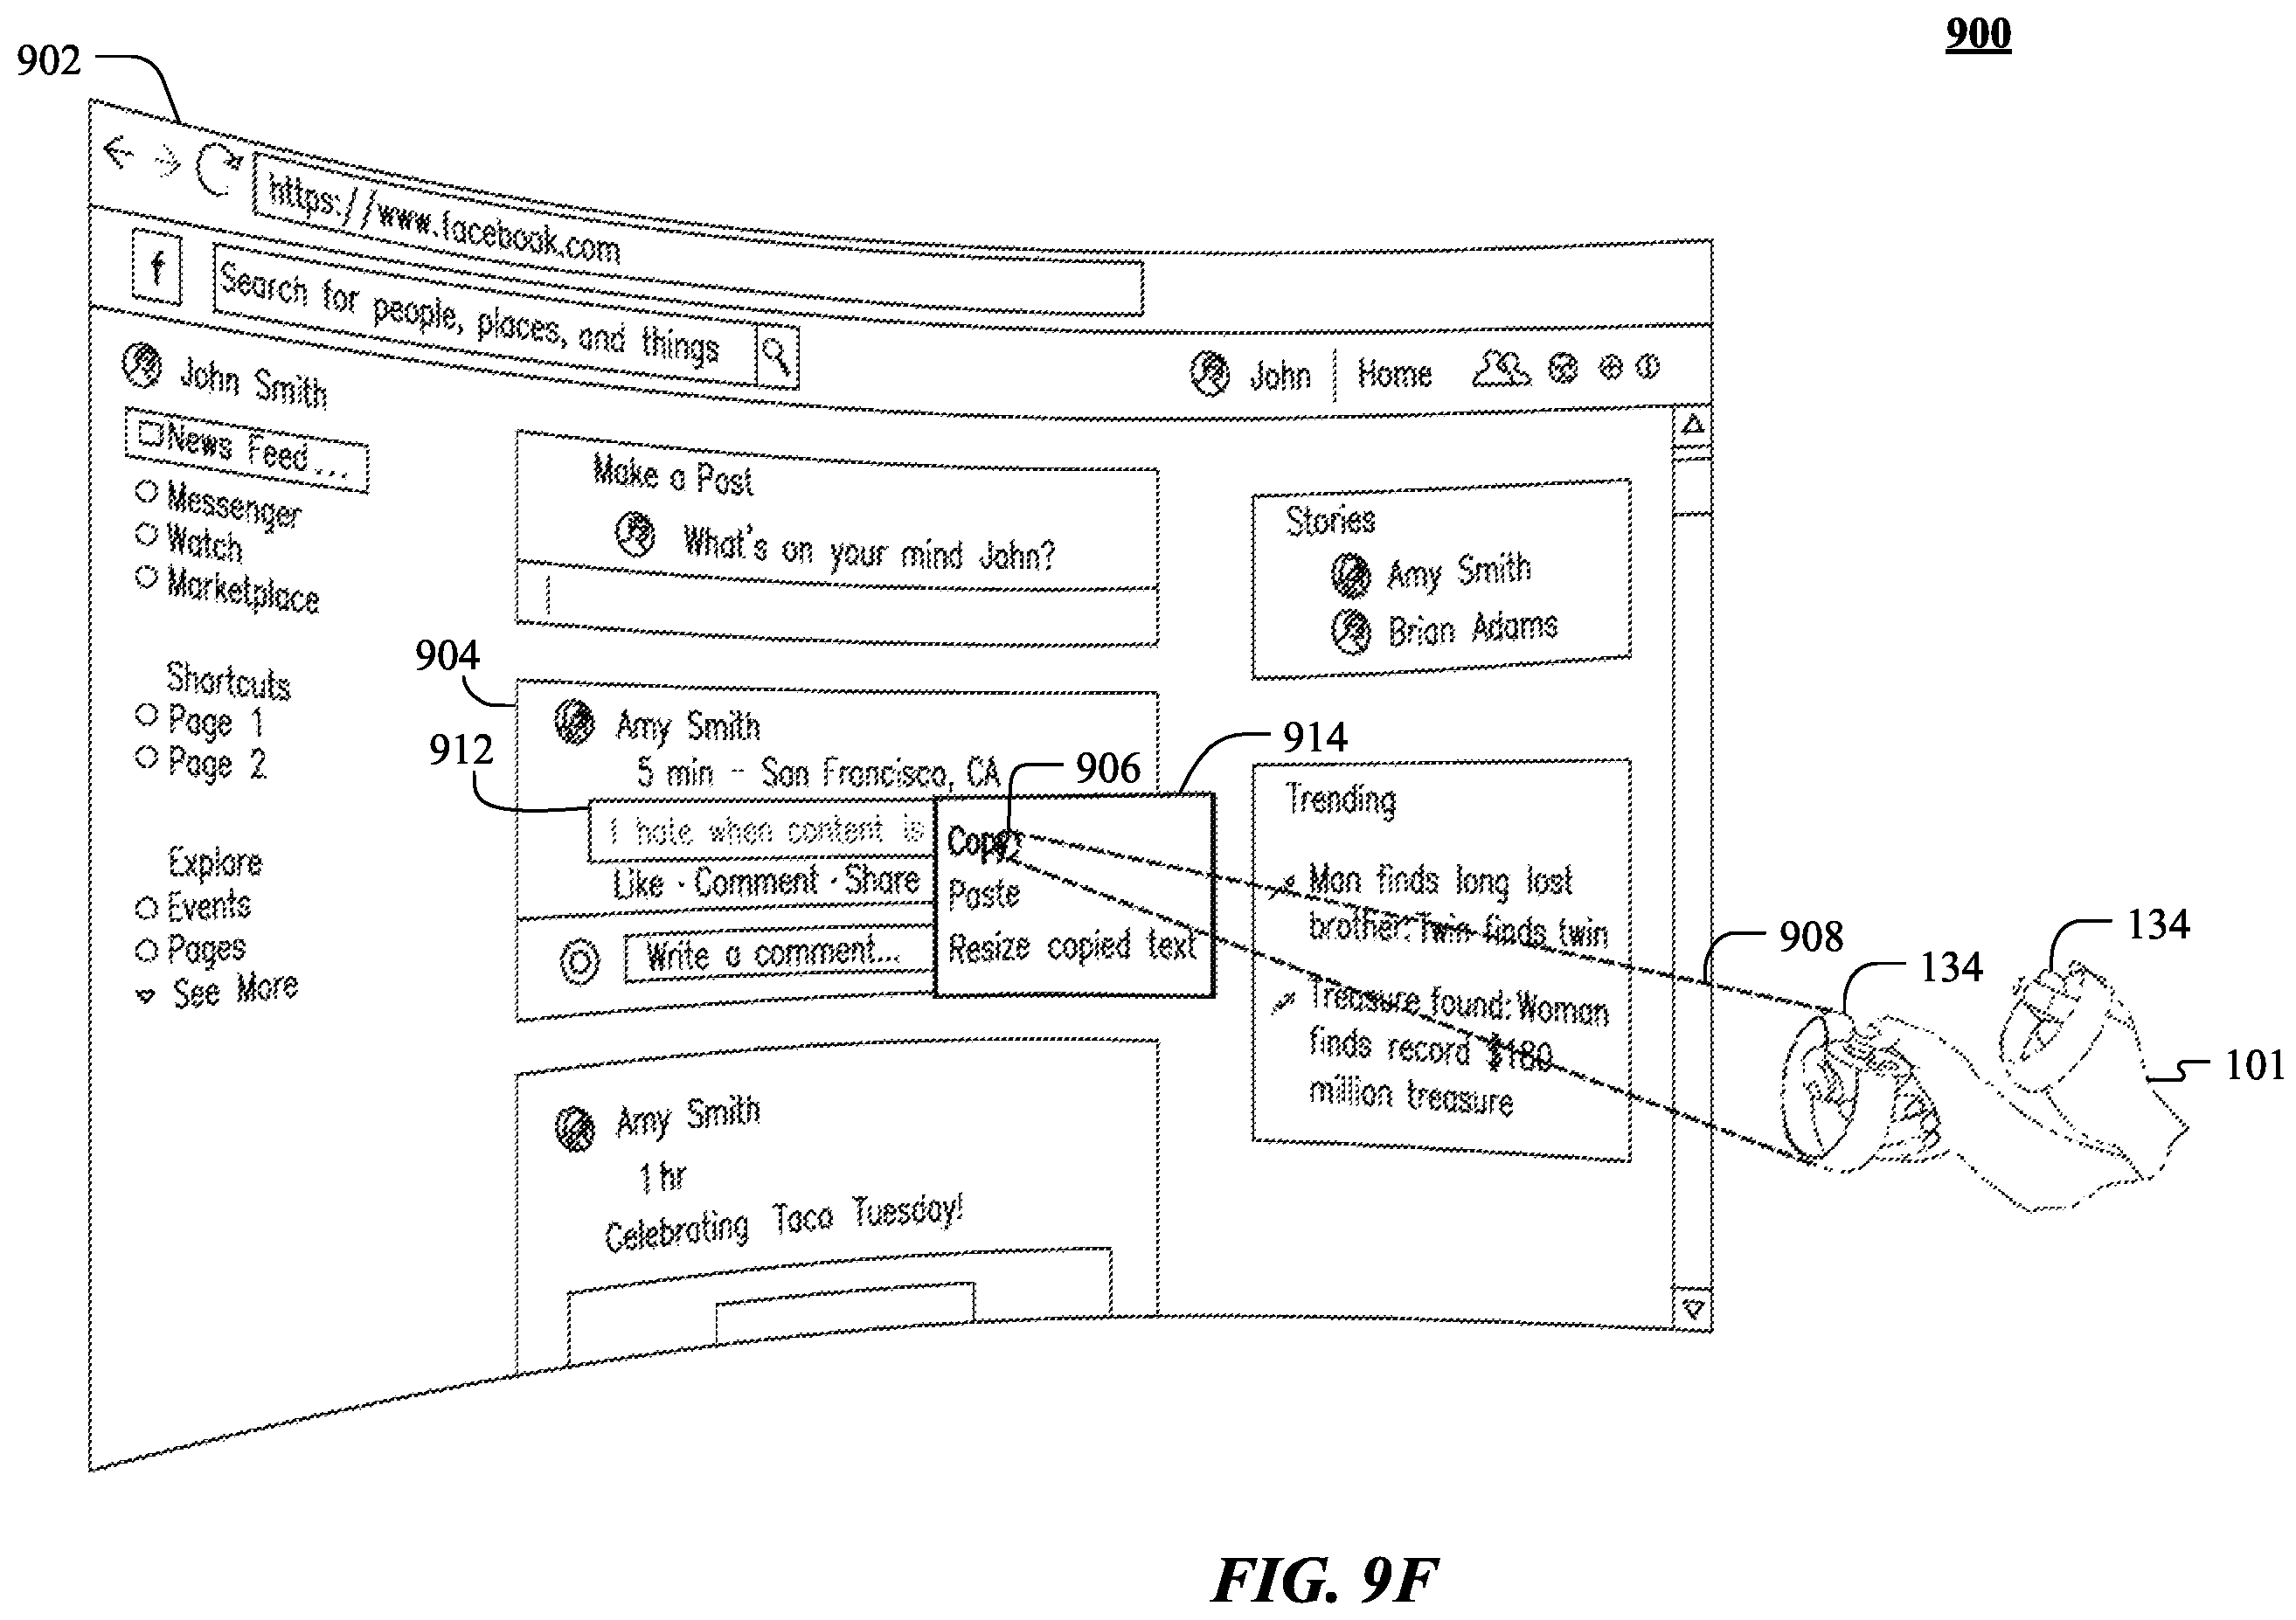 900
902
https://www.facebook.com
f
Search for people, places, and things
John Smith
John | Home
News Feed...
Messenger
Watch
Marketplace
Shortcuts
Page 1
Page 2
Explore
Events
Pages
See More
Make a Post
What's on your mind John?
904
Amy Smith
5 min - San Francisco, CA
912
I hate when content is
Like · Comment · Share
Write a comment...
906
914
Copy
Paste
Resize copied text
Amy Smith
1 hr
Celebrating Taco Tuesday!
Stories
Amy Smith
Brian Adams
Trending
Man finds long lost
brother: Twin finds twin
Treasure found: Woman
finds record $180
million treasure
908
134
134
101
FIG. 9F